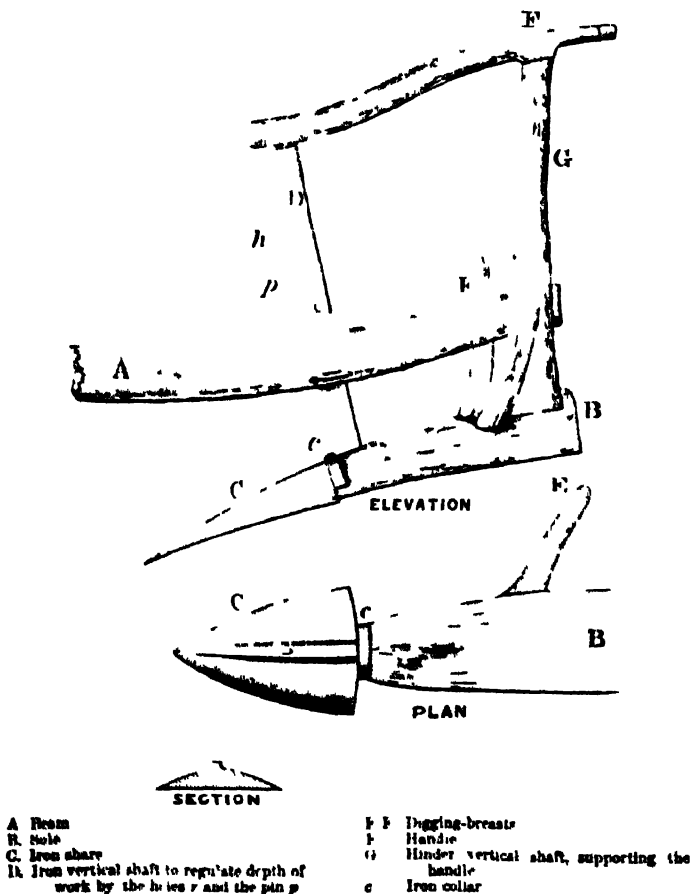 F
G
D
h
p
F
A
B
C
C
ELEVATION
E
C
c
B
PLAN
SECTION
A Beam
B. Sole
C. Iron share
D. Iron vertical shaft to regulate depth of
work by the holes r and the pin p
Digging-breasts
F Handle
G Hinder vertical shaft, supporting the
handle
c Iron collar